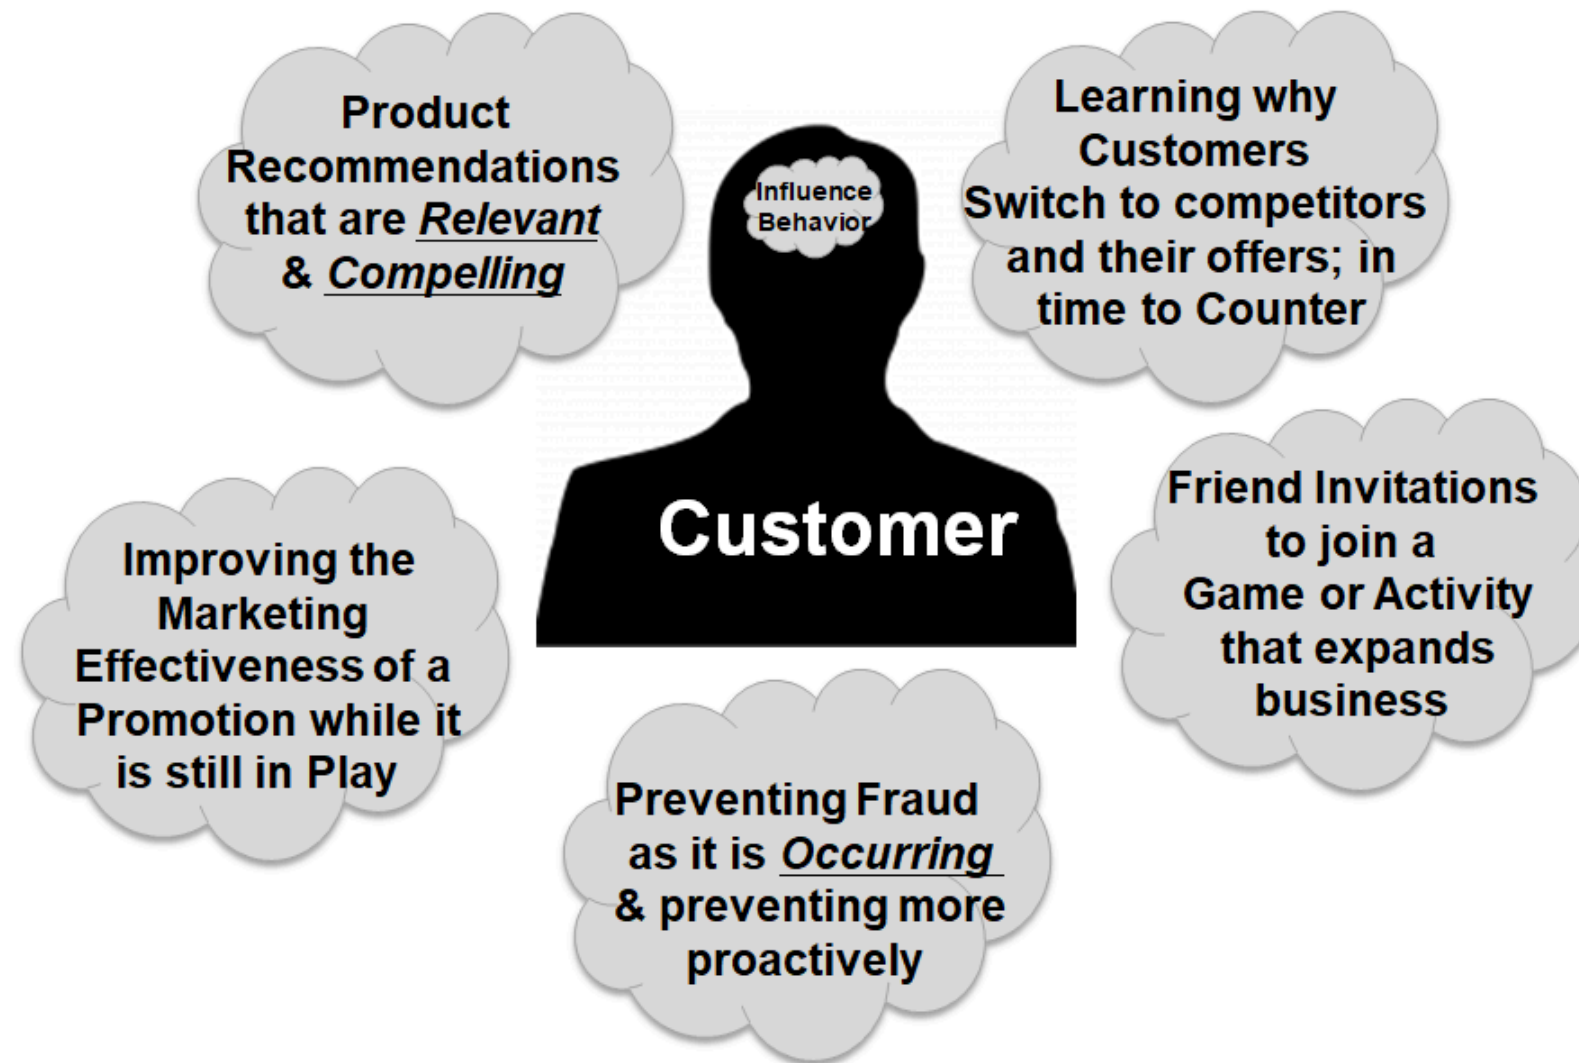 Product
Recommendations
that are Relevant
& Compelling
Influence
Behavior
Learning why
Customers
Switch to competitors
and their offers; in
time to Counter
Customer
Improving the
Marketing
Effectiveness of a
Promotion while it
is still in Play
Friend Invitations
to join a
Game or Activity
that expands
business
Preventing Fraud
as it is Occurring
& preventing more
proactively